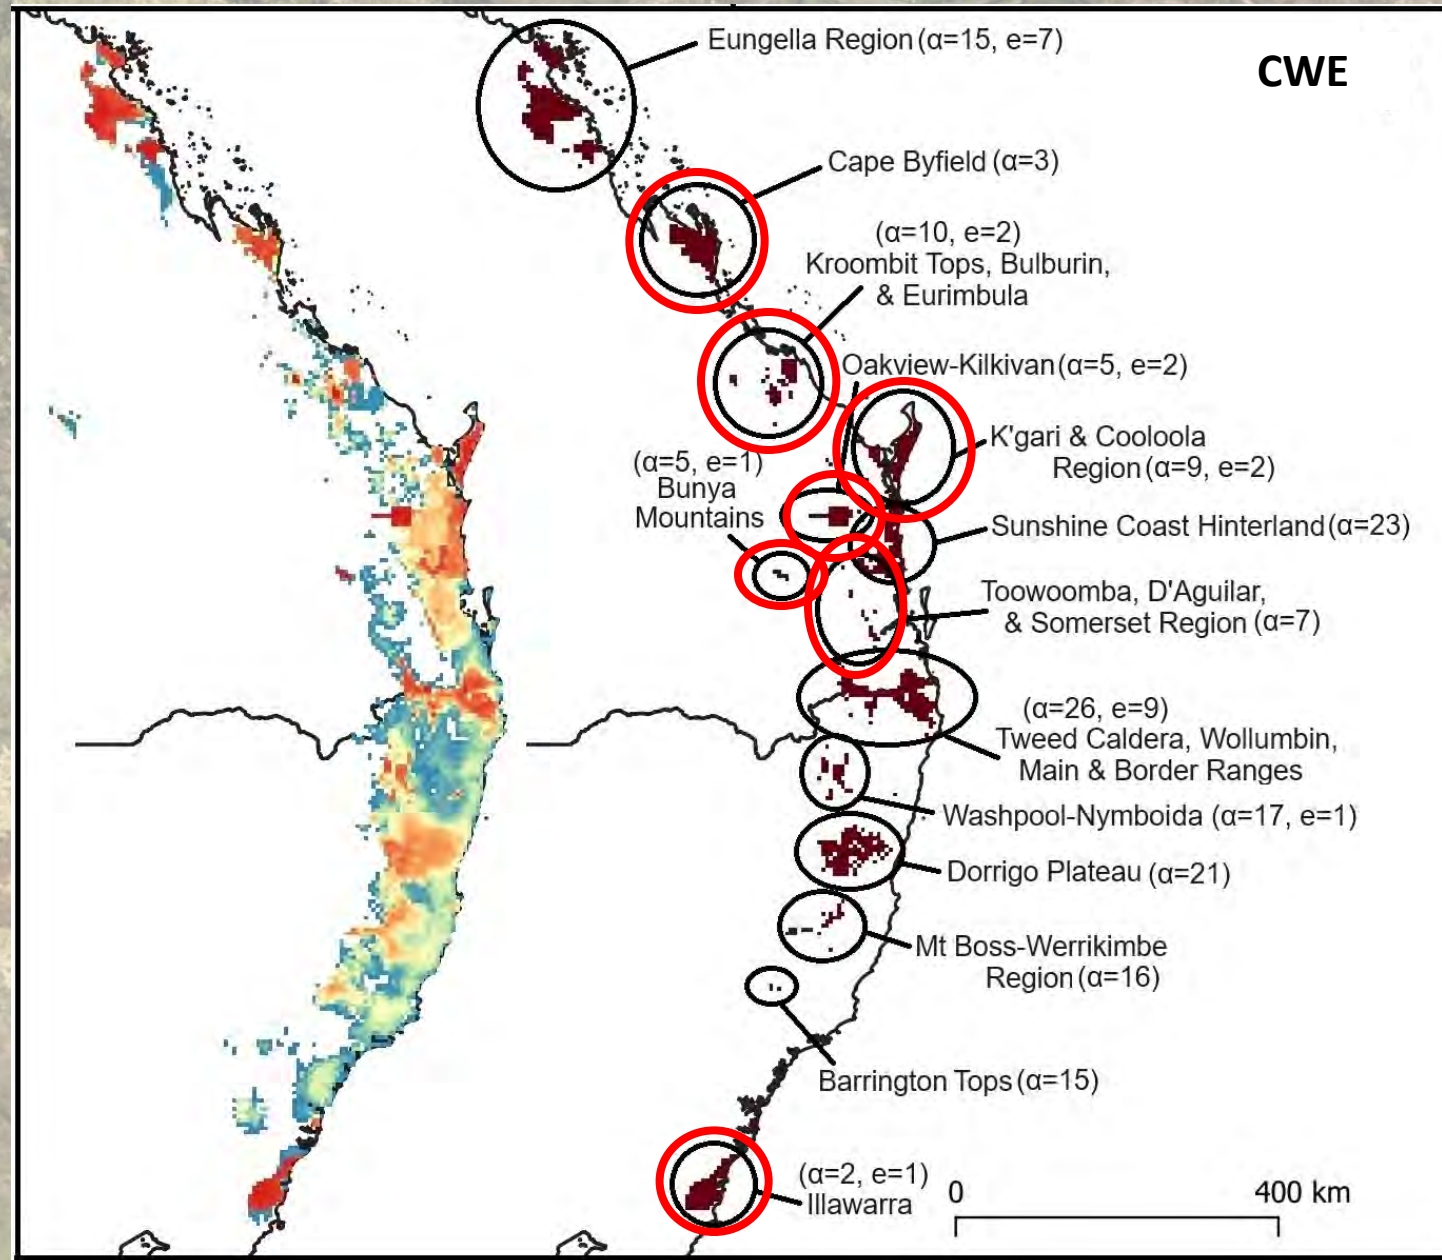 Eungella Region (α=15, e=7)
CWE
Cape Byfield (α=3)
(α=10, e=2)
Kroombit Tops, Bulburin,
& Eurimbula
Oakview-Kilkivan (α=5, e=2)
K'gari & Cooloola
Region (α=9, e=2)
(α=5, e=1)
Bunya
Mountains
Sunshine Coast Hinterland (α=23)
Toowoomba, D'Aguilar,
& Somerset Region (α=7)
(α=26, e=9)
Tweed Caldera, Wollumbin,
Main & Border Ranges
Washpool-Nymboida (α=17, e=1)
Dorrigo Plateau (α=21)
Mt Boss-Werrikimbe
Region (α=16)
Barrington Tops (α=15)
(α=2, e=1)
Illawarra
0 400 km